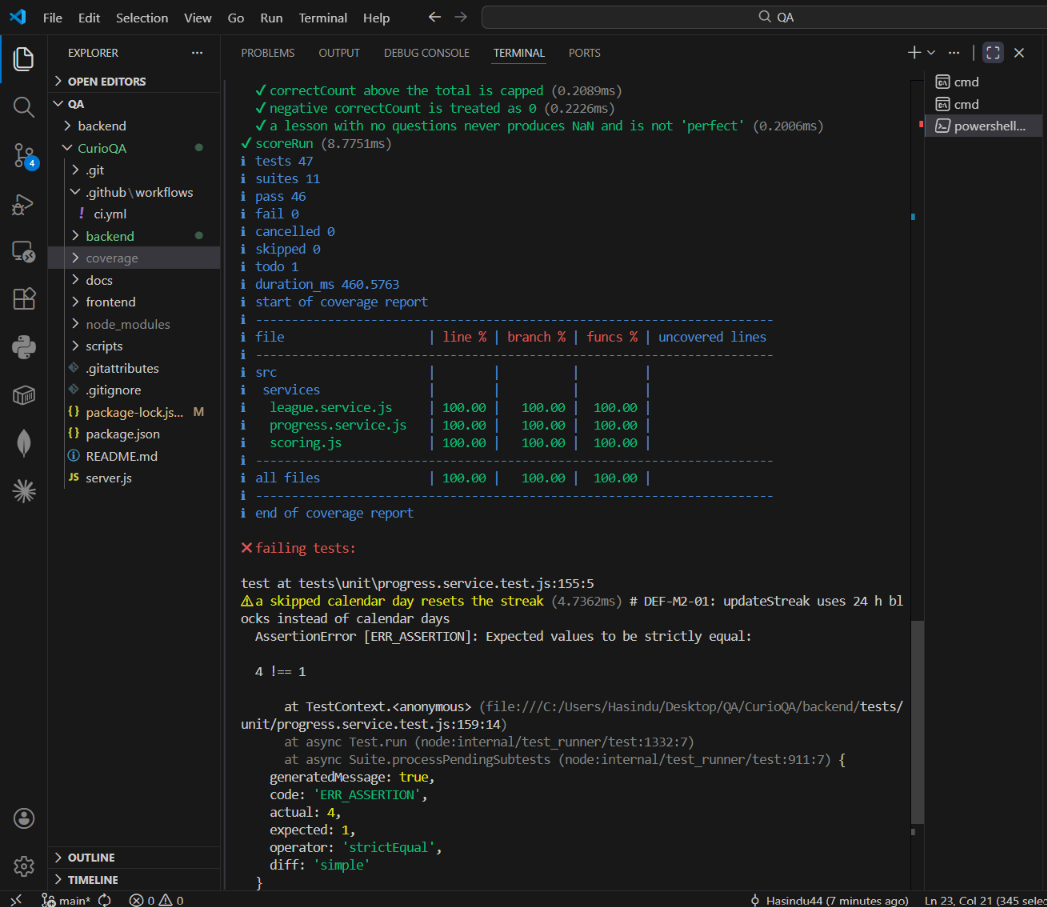 File Edit Selection View Go Run Terminal Help
QA
EXPLORER
OPEN EDITORS
QA
backend
CurioQA
.git
.github\workflows
! ci.yml
backend
coverage
docs
frontend
node_modules
scripts
.gitattributes
.gitignore
{} package-lock.js... M
{} package.json
README.md
JS server.js
OUTLINE
TIMELINE
4
PROBLEMS OUTPUT DEBUG CONSOLE TERMINAL PORTS
cmd
cmd
powershell...
✓ correctCount above the total is capped (0.2089ms)
✓ negative correctCount is treated as 0 (0.2226ms)
✓ a lesson with no questions never produces NaN and is not 'perfect' (0.2006ms)
✓ scoreRun (8.7751ms)
ℹ tests 47
ℹ suites 11
ℹ pass 46
ℹ fail 0
ℹ cancelled 0
ℹ skipped 0
ℹ todo 1
ℹ duration_ms 460.5763
ℹ start of coverage report
ℹ ------------------------------------------------------------------------
ℹ file | line % | branch % | funcs % | uncovered lines
ℹ ------------------------------------------------------------------------
ℹ src | | | |
ℹ services | | | |
ℹ league.service.js | 100.00 | 100.00 | 100.00 |
ℹ progress.service.js | 100.00 | 100.00 | 100.00 |
ℹ scoring.js | 100.00 | 100.00 | 100.00 |
ℹ ------------------------------------------------------------------------
ℹ all files | 100.00 | 100.00 | 100.00 |
ℹ ------------------------------------------------------------------------
ℹ end of coverage report
✖ failing tests:
test at tests\unit\progress.service.test.js:155:5
⚠ a skipped calendar day resets the streak (4.7362ms) # DEF-M2-01: updateStreak uses 24 h bl
ocks instead of calendar days
AssertionError [ERR_ASSERTION]: Expected values to be strictly equal:
4 !== 1
at TestContext.<anonymous> (file:///C:/Users/Hasindu/Desktop/QA/CurioQA/backend/tests/
unit/progress.service.test.js:159:14)
at async Test.run (node:internal/test_runner/test:1332:7)
at async Suite.processPendingSubtests (node:internal/test_runner/test:911:7) {
generatedMessage: true,
code: 'ERR_ASSERTION',
actual: 4,
expected: 1,
operator: 'strictEqual',
diff: 'simple'
}
main* 0 0 Hasindu44 (7 minutes ago) Ln 23, Col 21 (345 selec